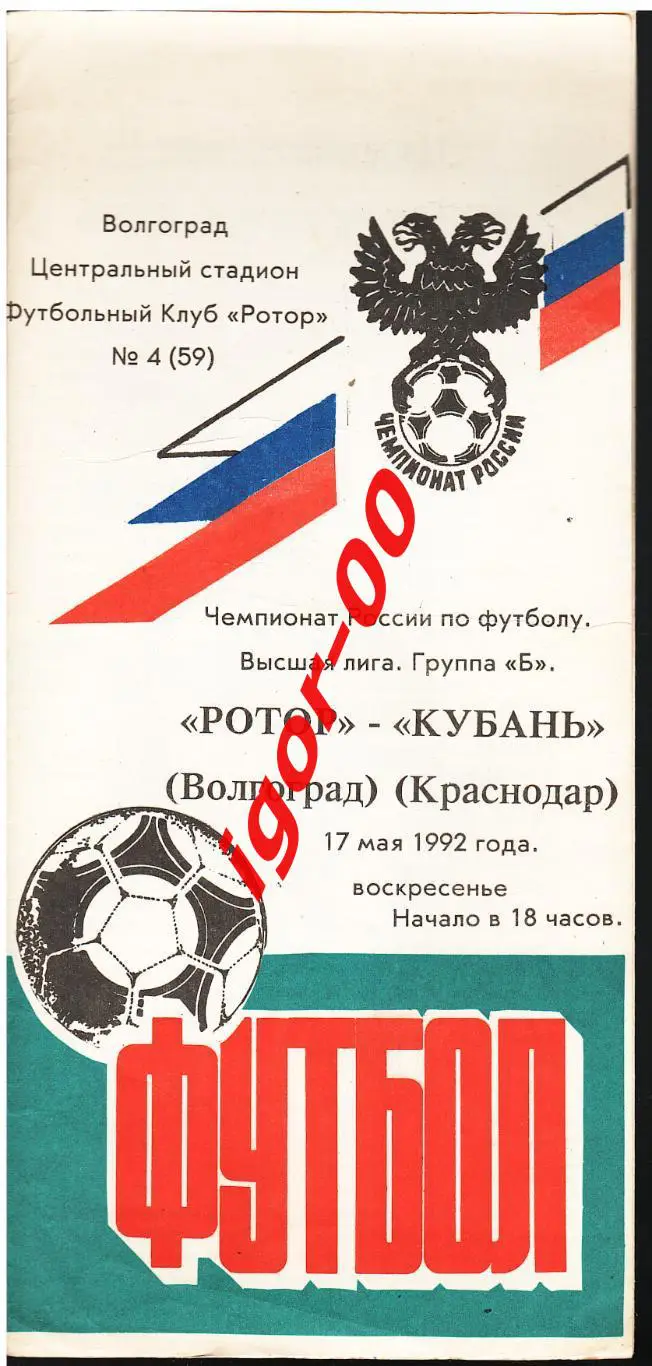 Волгоград
Центральный стадион
Футбольный Клуб «Ротор»
№ 4 (59)
ЧЕМПИОНАТ РОССИИ
Чемпионат России по футболу.
Высшая лига. Группа «Б».
«РОТОР» - «КУБАНЬ»
(Волгоград) (Краснодар)
17 мая 1992 года.
воскресенье
Начало в 18 часов.
igor-00
ФУТБОЛ